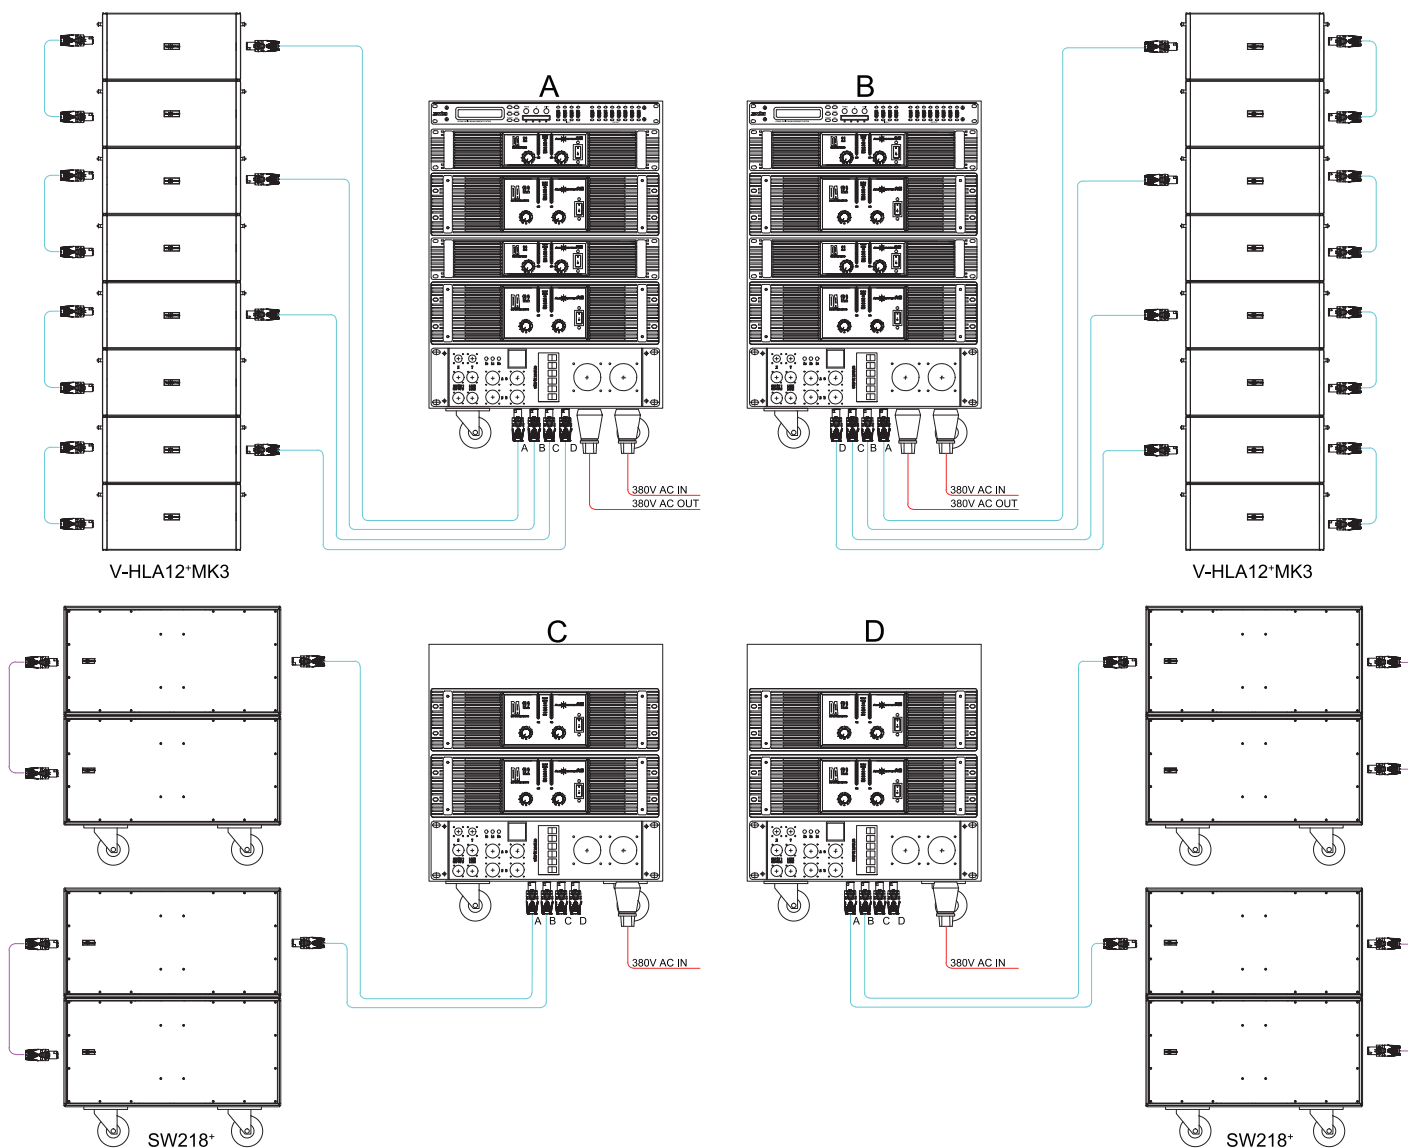 A
B
A B C D
D C B A
380V AC IN
380V AC OUT
380V AC IN
380V AC OUT
V-HLA12⁺MK3
V-HLA12⁺MK3
C
D
A B C D
A B C D
380V AC IN
380V AC IN
SW218⁺
SW218⁺